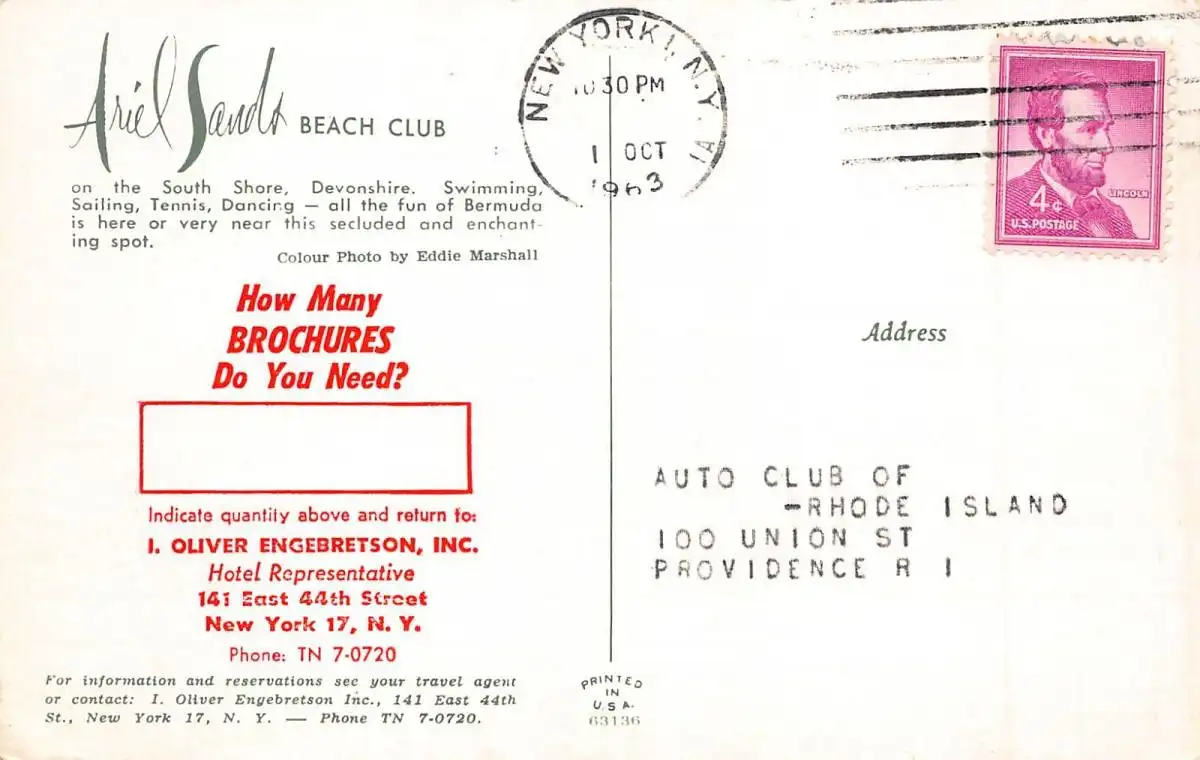 Ariel Sands BEACH CLUB
on the South Shore, Devonshire. Swimming,
Sailing, Tennis, Dancing — all the fun of Bermuda
is here or very near this secluded and enchant-
ing spot.
Colour Photo by Eddie Marshall
How Many
BROCHURES
Do You Need?
Indicate quantity above and return to:
I. OLIVER ENGEBRETSON, INC.
Hotel Representative
141 East 44th Street
New York 17, N. Y.
Phone: TN 7-0720
For information and reservations see your travel agent
or contact: I. Oliver Engebretson Inc., 141 East 44th
St., New York 17, N. Y. — Phone TN 7-0720.
PRINTED
IN
U.S.A.
63136
NEW YORK 1, N.Y.
30 PM
1 OCT
1963
1A
4¢
LINCOLN
U.S. POSTAGE
Address
AUTO CLUB OF
-RHODE ISLAND
100 UNION ST
PROVIDENCE R I